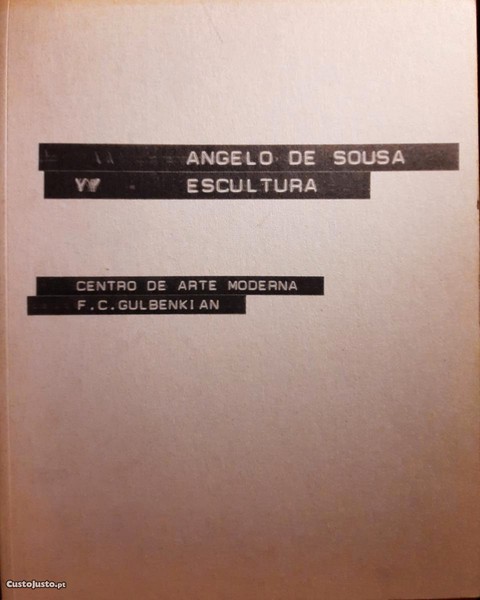 ANGELO DE SOUSA
ESCULTURA
CENTRO DE ARTE MODERNA
F.C.GULBENKIAN
CustoJusto.pt